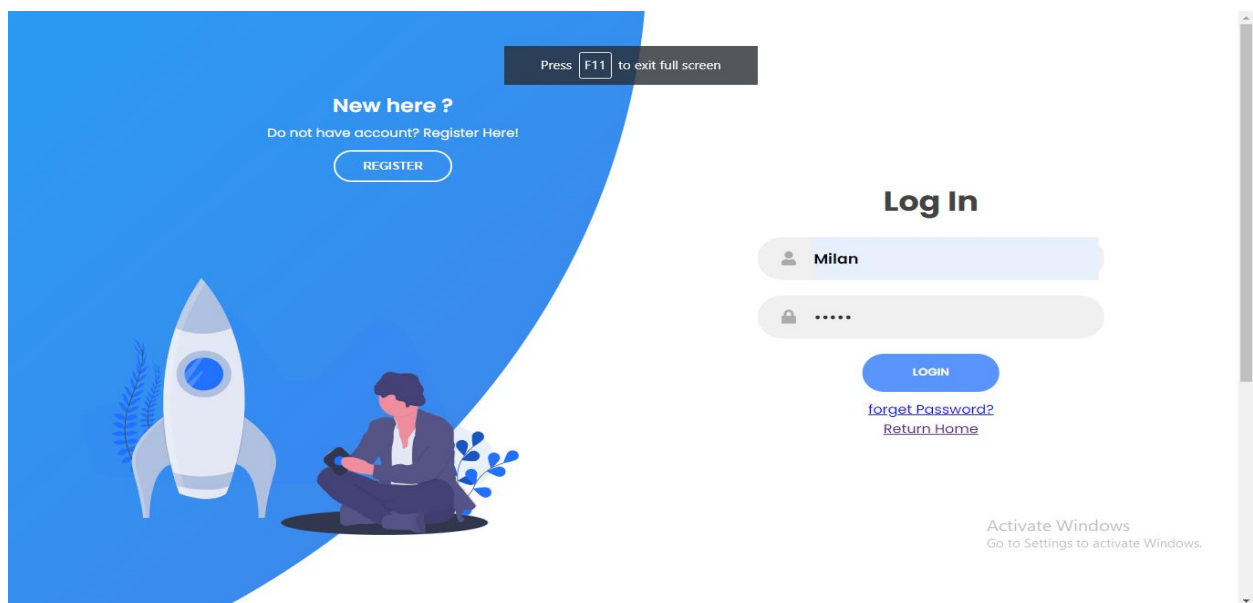 Press F11 to exit full screen
New here ?
Do not have account? Register Here!
REGISTER
Log In
Milan
•••••
LOGIN
forget Password?
Return Home
Activate Windows
Go to Settings to activate Windows.